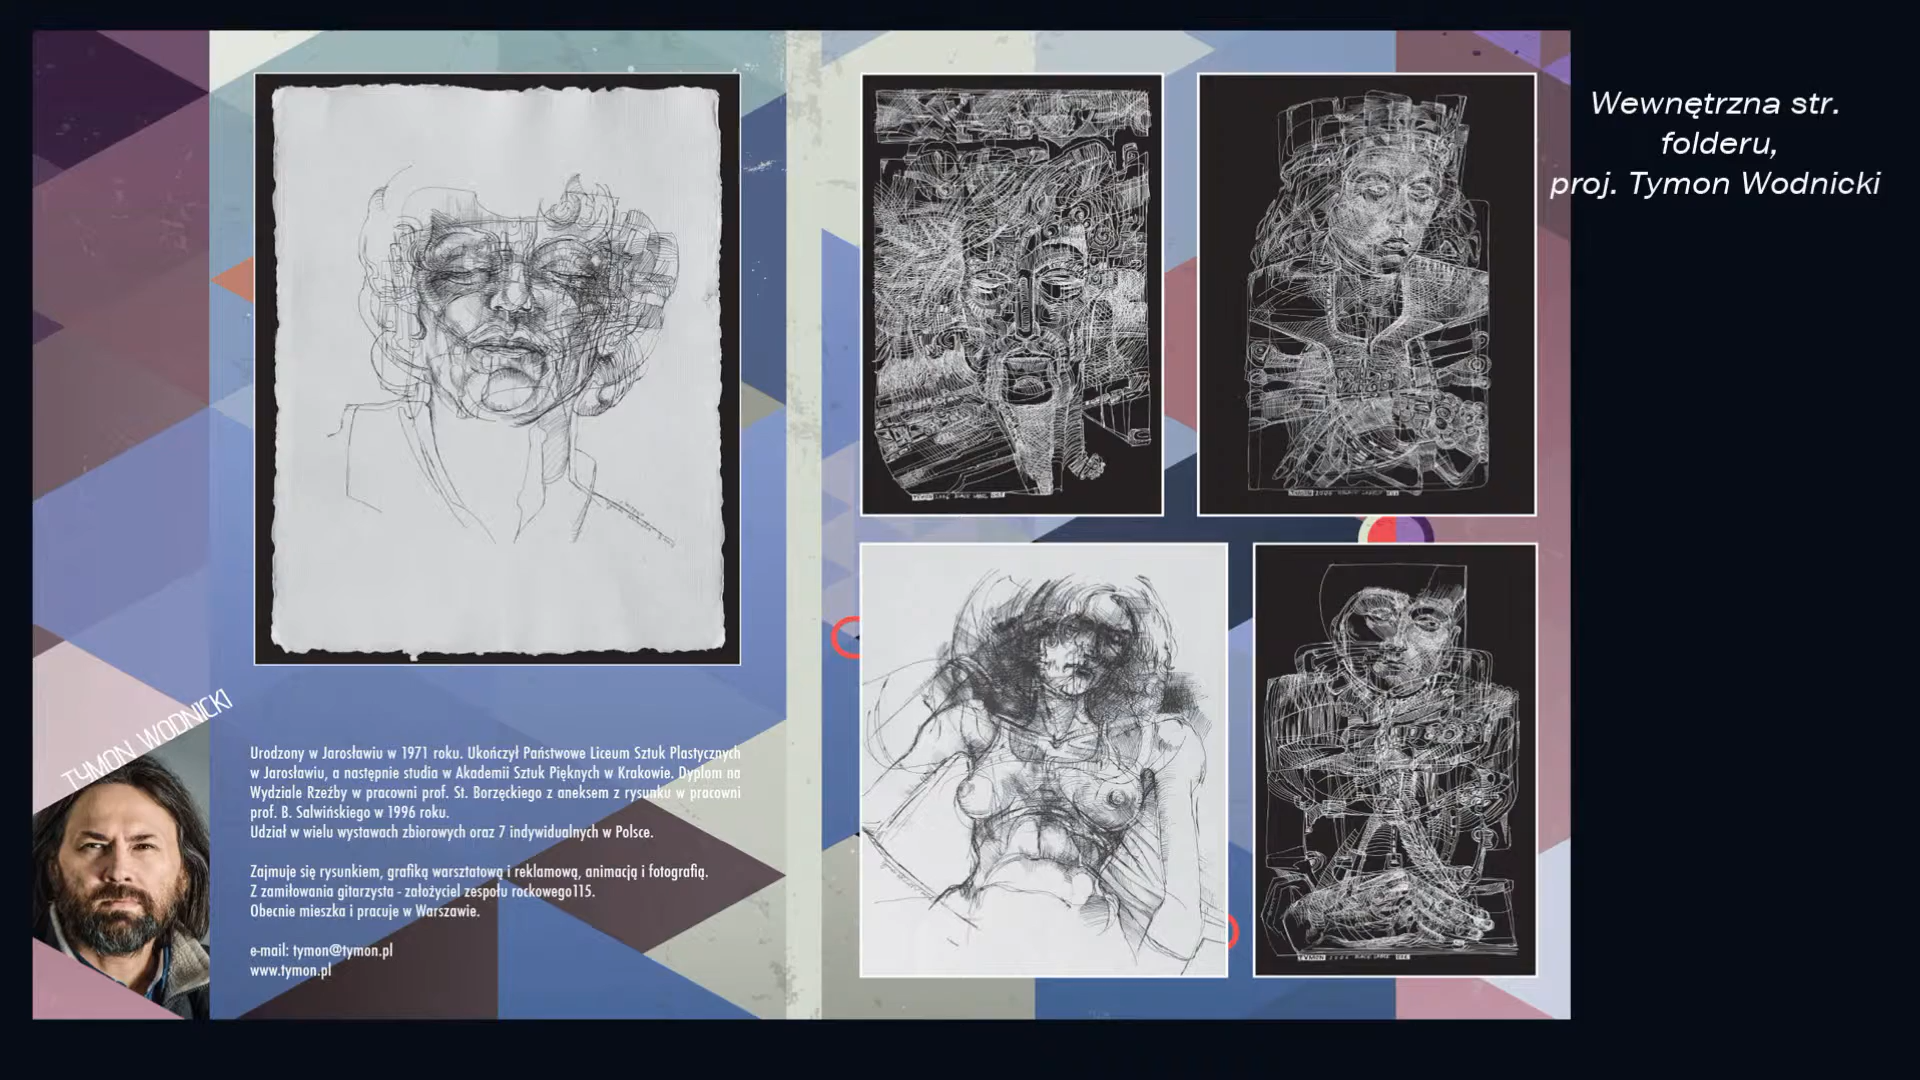 Wewnętrzna str.
folderu,
proj. Tymon Wodnicki
TYMON WODNICKI
Urodzony w Jarosławiu w 1971 roku. Ukończył Państwowe Liceum Sztuk Plastycznych
w Jarosławiu, a następnie studia w Akademii Sztuk Pięknych w Krakowie. Dyplom na
Wydziale Rzeźby w pracowni prof. St. Borzęckiego z aneksem z rysunku w pracowni
prof. B. Salwińskiego w 1996 roku.
Udział w wielu wystawach zbiorowych oraz 7 indywidualnych w Polsce.
Zajmuje się rysunkiem, grafiką warsztatową i reklamową, animacją i fotografią.
Z zamiłowania gitarzysta - założyciel zespołu rockowego115.
Obecnie mieszka i pracuje w Warszawie.
e-mail: tymon@tymon.pl
www.tymon.pl
TYMON
TYMON
TYMON